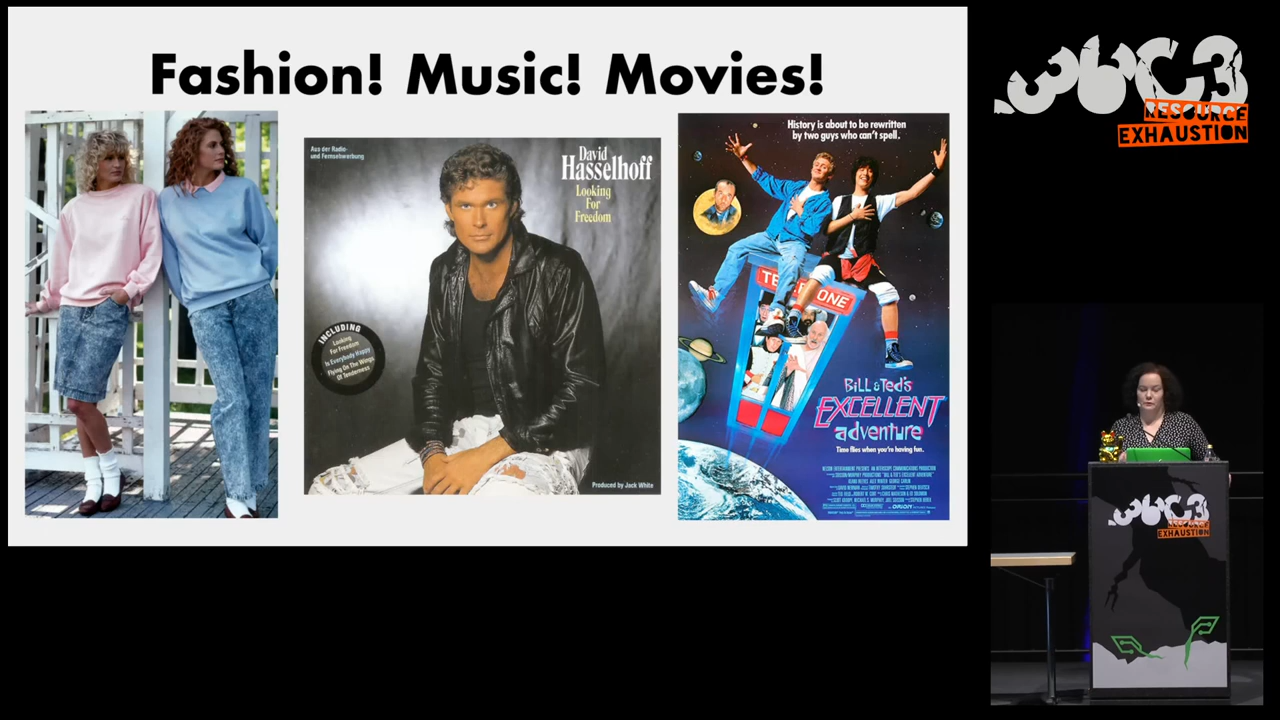 Fashion! Music! Movies!
Aus der Radio-
und Fernsehwerbung
David
Hasselhoff
Looking
For
Freedom
INCLUDING
Looking
For Freedom
Is Everybody Happy
Flying On The Wings
Of Tenderness
Produced by Jack White
History is about to be rewritten
by two guys who can't spell.
BiLL & Ted's
EXCELLENT
adventure
Time flies when you're having fun.
ORION
36C3
RESOURCE
EXHAUSTION
36C3
RESOURCE
EXHAUSTION